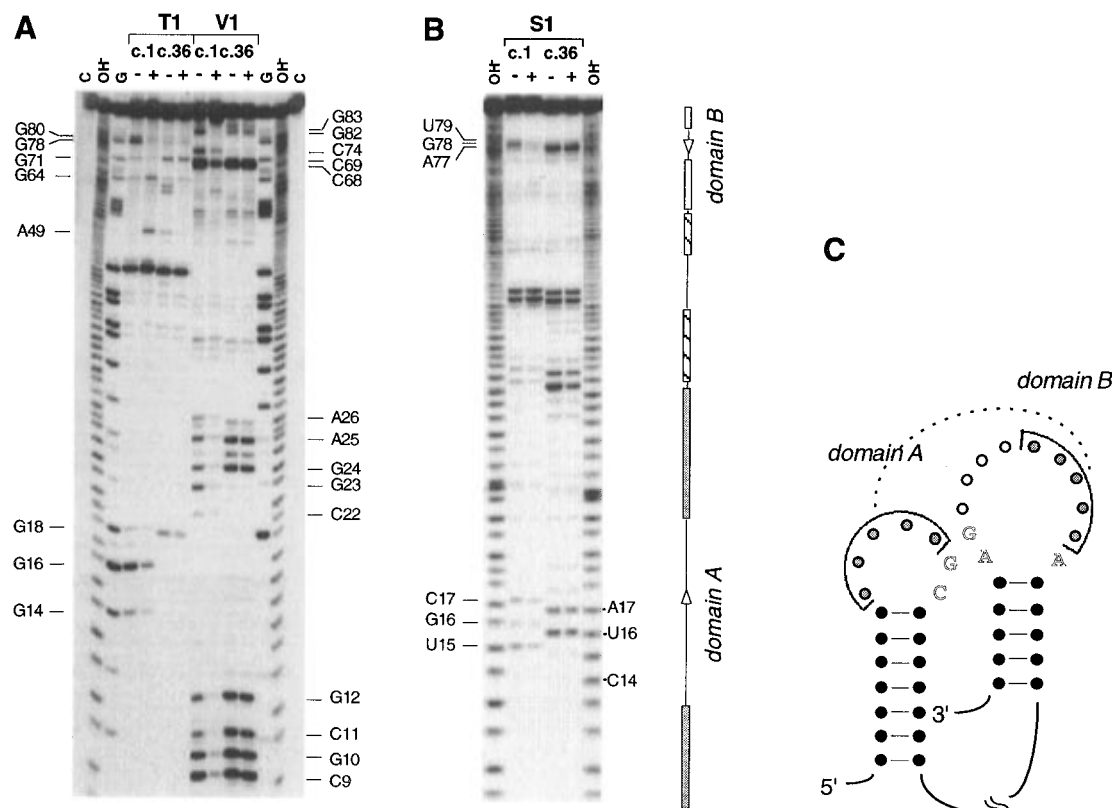 A
T1 V1
c.1 c.36 c.1 c.36
C OH G - + - + - + - + G OH C
G80
G78
G71
G64
A49
G18
G16
G14
G83
G82
C74
C69
C68
A26
A25
G24
G23
C22
G12
C11
G10
C9
B
S1
c.1 c.36
OH - + - + OH
U79
G78
A77
C17
G16
U15
A17
U16
C14
domain B
domain A
C
domain B
domain A
G
G A A
C
3'
5'